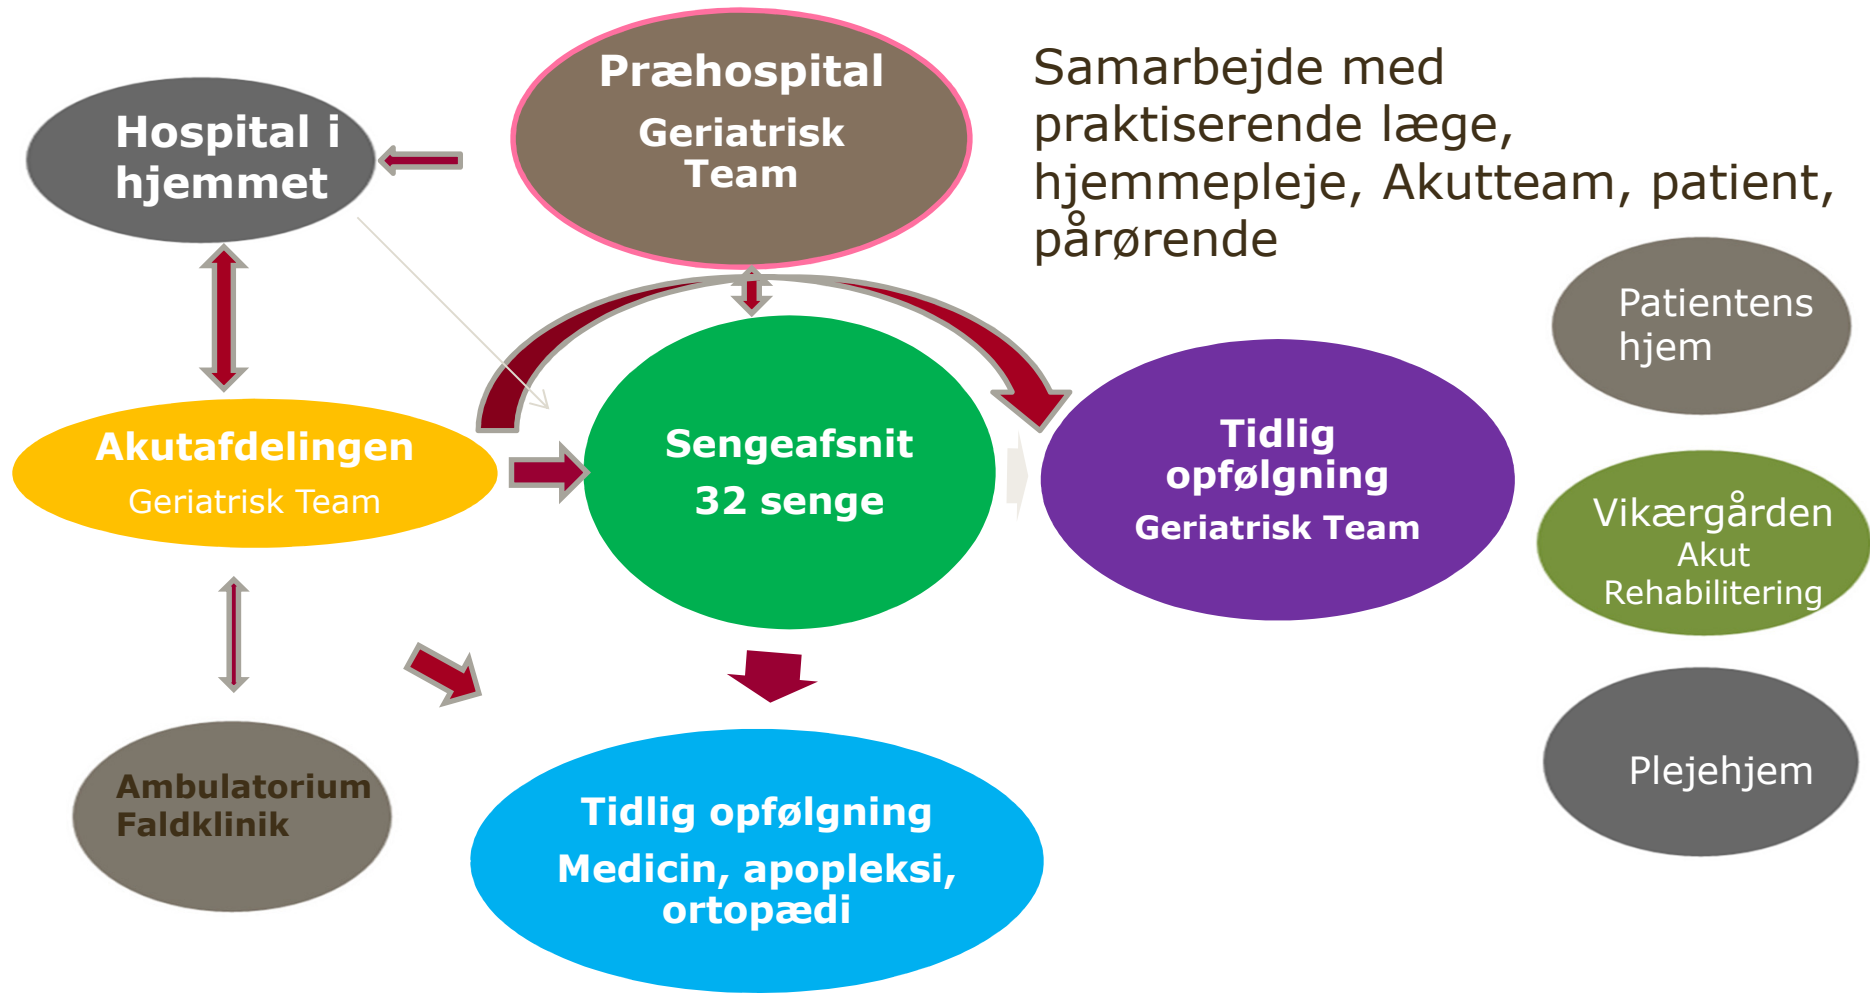 Præhospital
Geriatrisk
Team
Samarbejde med
praktiserende læge,
hjemmepleje, Akutteam, patient,
pårørende
Hospital i
hjemmet
Patientens
hjem
Akutafdelingen
Geriatrisk Team
Sengeafsnit
32 senge
Tidlig
opfølgning
Geriatrisk Team
Vikærgården
Akut
Rehabilitering
Ambulatorium
Faldklinik
Tidlig opfølgning
Medicin, apopleksi,
ortopædi
Plejehjem